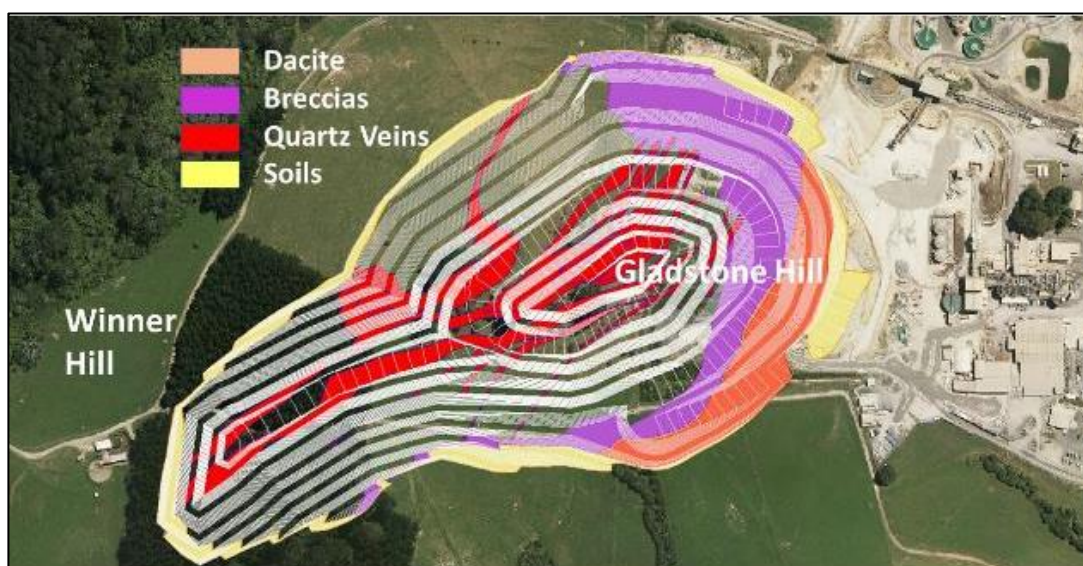 Dacite
Breccias
Quartz Veins
Soils
Gladstone Hill
Winner
Hill